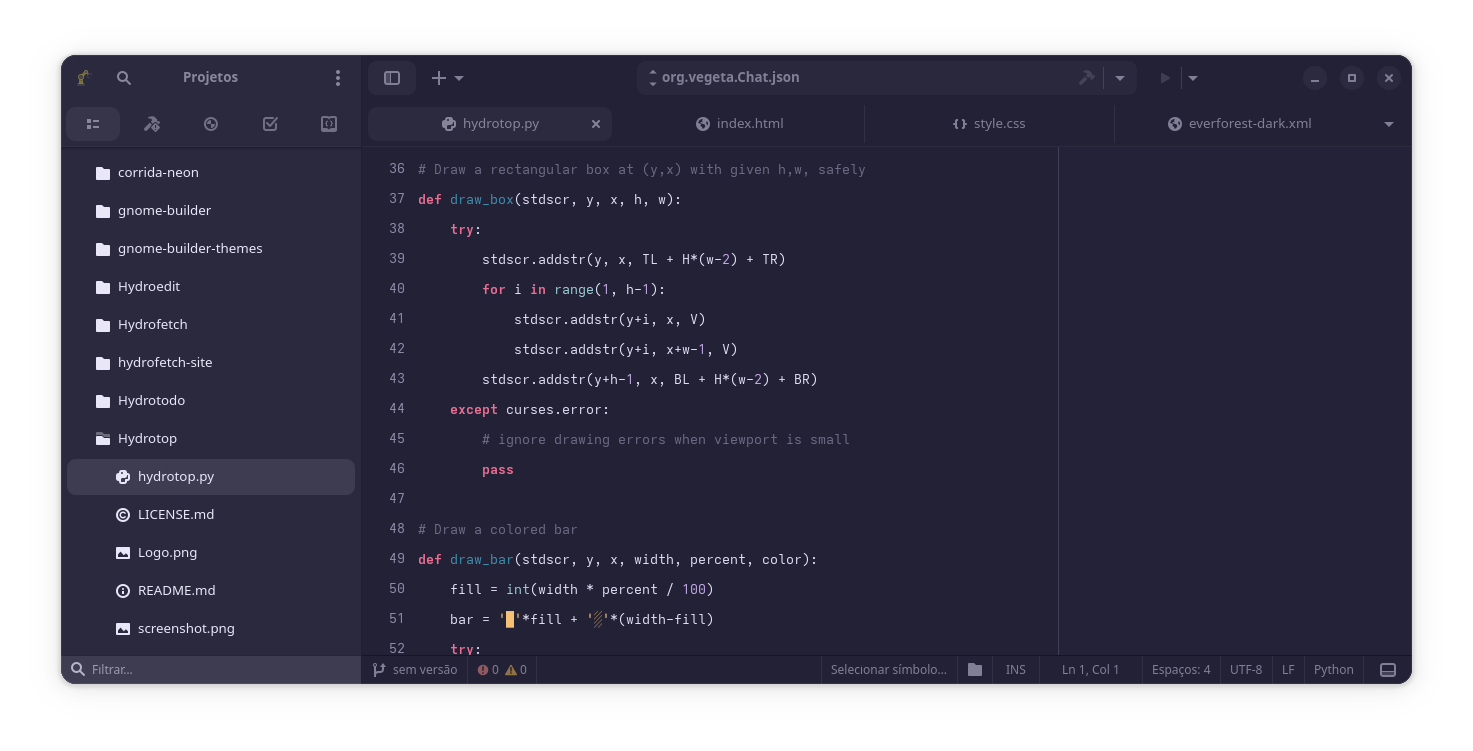 Projetos
org.vegeta.Chat.json
hydrotop.py
index.html
{} style.css
everforest-dark.xml
corrida-neon
gnome-builder
gnome-builder-themes
Hydroedit
Hydrofetch
hydrofetch-site
Hydrotodo
Hydrotop
hydrotop.py
LICENSE.md
Logo.png
README.md
screenshot.png
Filtrar...
36 # Draw a rectangular box at (y,x) with given h,w, safely
37 def draw_box(stdscr, y, x, h, w):
38     try:
39         stdscr.addstr(y, x, TL + H*(w-2) + TR)
40         for i in range(1, h-1):
41             stdscr.addstr(y+i, x, V)
42             stdscr.addstr(y+i, x+w-1, V)
43         stdscr.addstr(y+h-1, x, BL + H*(w-2) + BR)
44     except curses.error:
45         # ignore drawing errors when viewport is small
46         pass
47
48 # Draw a colored bar
49 def draw_bar(stdscr, y, x, width, percent, color):
50     fill = int(width * percent / 100)
51     bar = '█'*fill + '░'*(width-fill)
52     try:
sem versão
0
0
Selecionar símbolo...
INS
Ln 1, Col 1
Espaços: 4
UTF-8
LF
Python